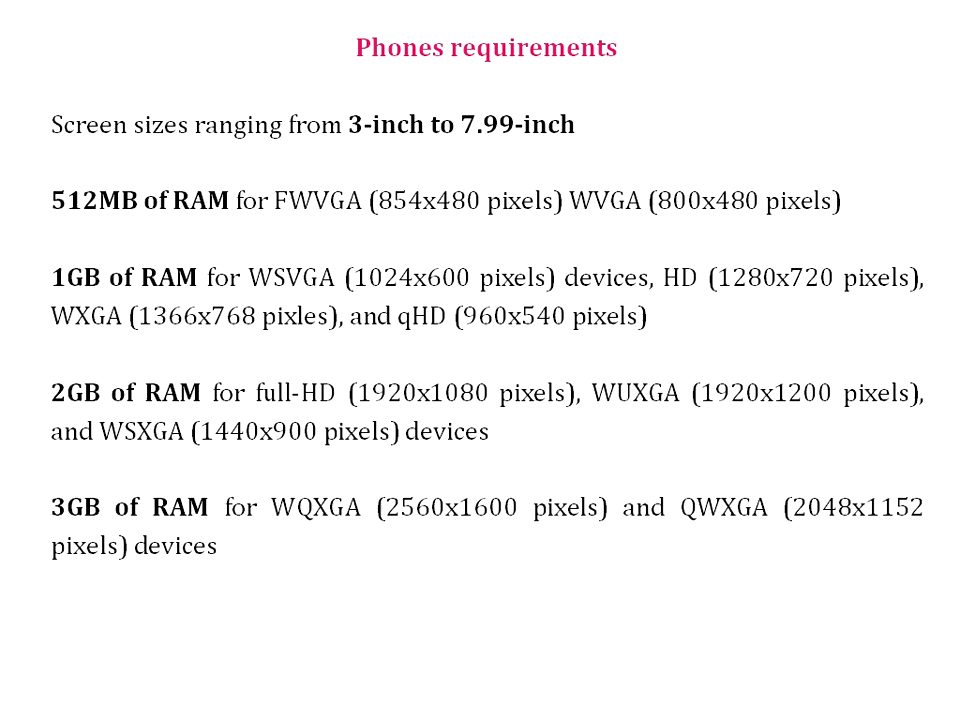 Phones requirements
Screen sizes ranging from 3-inch to 7.99-inch
512MB of RAM for FWVGA (854x480 pixels) WVGA (800x480 pixels)
1GB of RAM for WSVGA (1024x600 pixels) devices, HD (1280x720 pixels),
WXGA (1366x768 pixles), and qHD (960x540 pixels)
2GB of RAM for full-HD (1920x1080 pixels), WUXGA (1920x1200 pixels),
and WSXGA (1440x900 pixels) devices
3GB of RAM for WQXGA (2560x1600 pixels) and QWXGA (2048x1152
pixels) devices